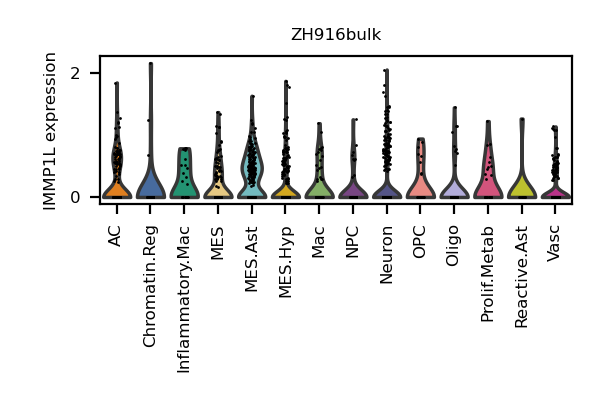 ZH916bulk
IMMP1L expression
2
0
AC
Chromatin.Reg
Inflammatory.Mac
MES
MES.Ast
MES.Hyp
Mac
NPC
Neuron
OPC
Oligo
Prolif.Metab
Reactive.Ast
Vasc